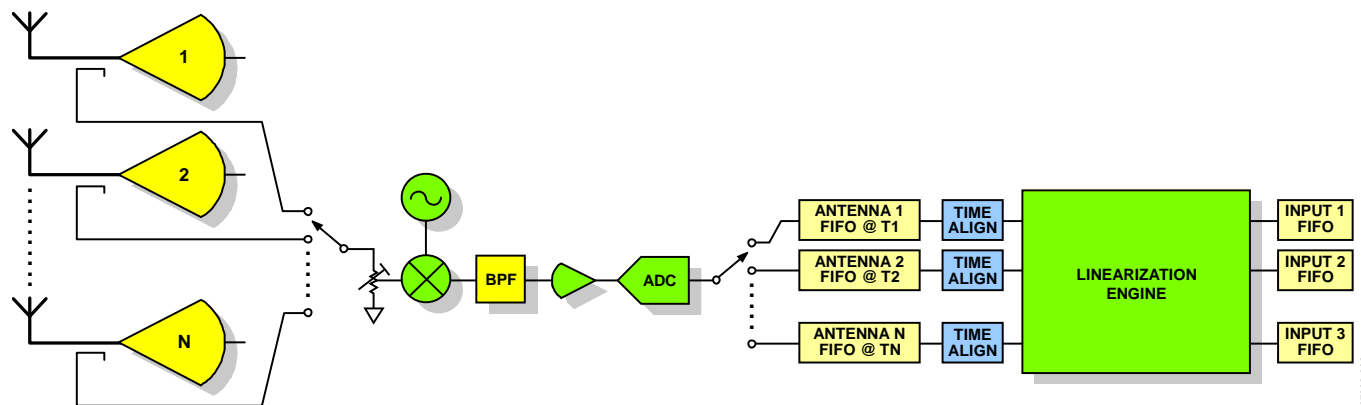 1
2
N
BPF
ADC
ANTENNA 1
FIFO @ T1
ANTENNA 2
FIFO @ T2
ANTENNA N
FIFO @ TN
TIME
ALIGN
TIME
ALIGN
TIME
ALIGN
LINEARIZATION
ENGINE
INPUT 1
FIFO
INPUT 2
FIFO
INPUT 3
FIFO